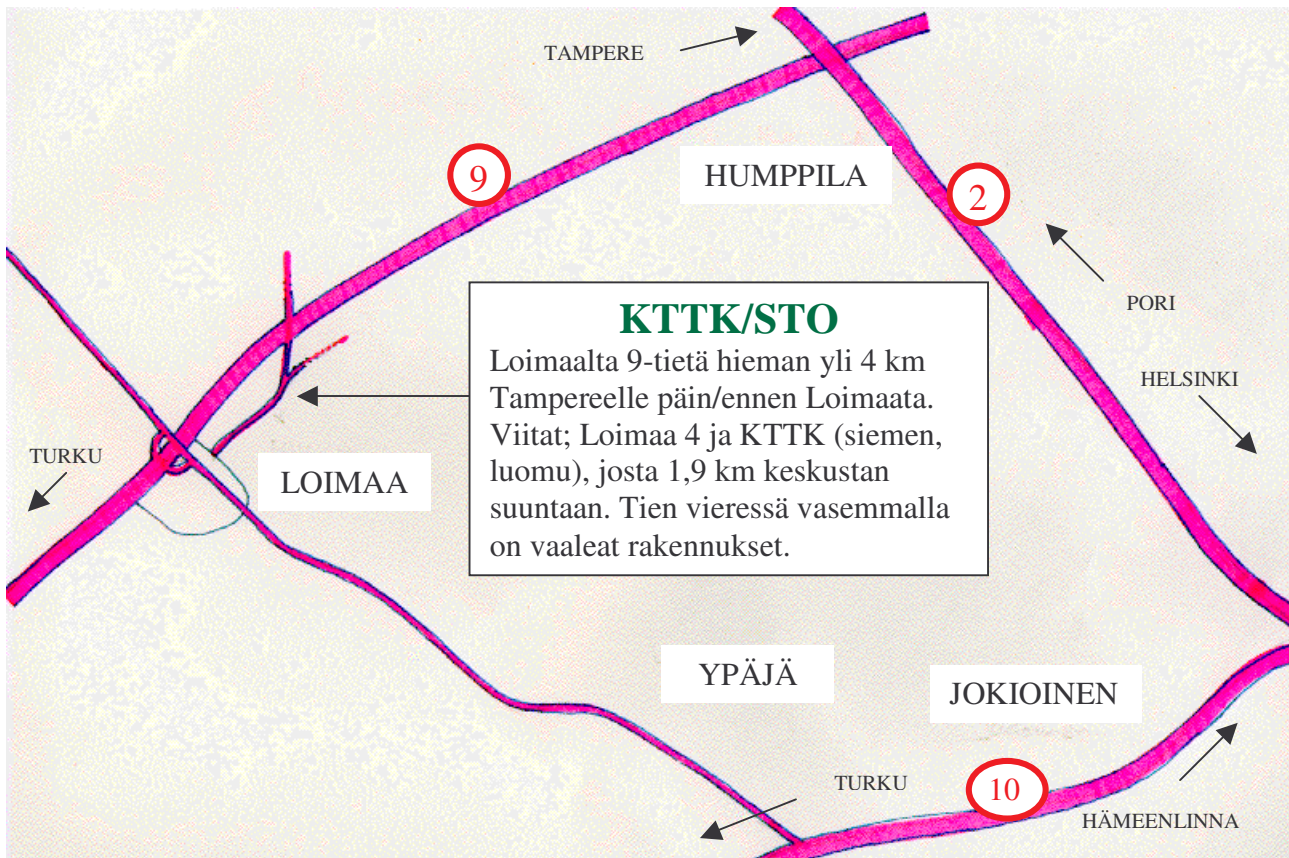 TAMPERE
HUMPPILA
9
2
PORI
HELSINKI
KTTK/STO
Loimaalta 9-tietä hieman yli 4 km
Tampereelle päin/ennen Loimaata.
Viitat; Loimaa 4 ja KTTK (siemen,
luomu), josta 1,9 km keskustan
suuntaan. Tien vieressä vasemmalla
on vaaleat rakennukset.
TURKU
LOIMAA
YPÄJÄ
JOKIOINEN
TURKU
10
HÄMEENLINNA